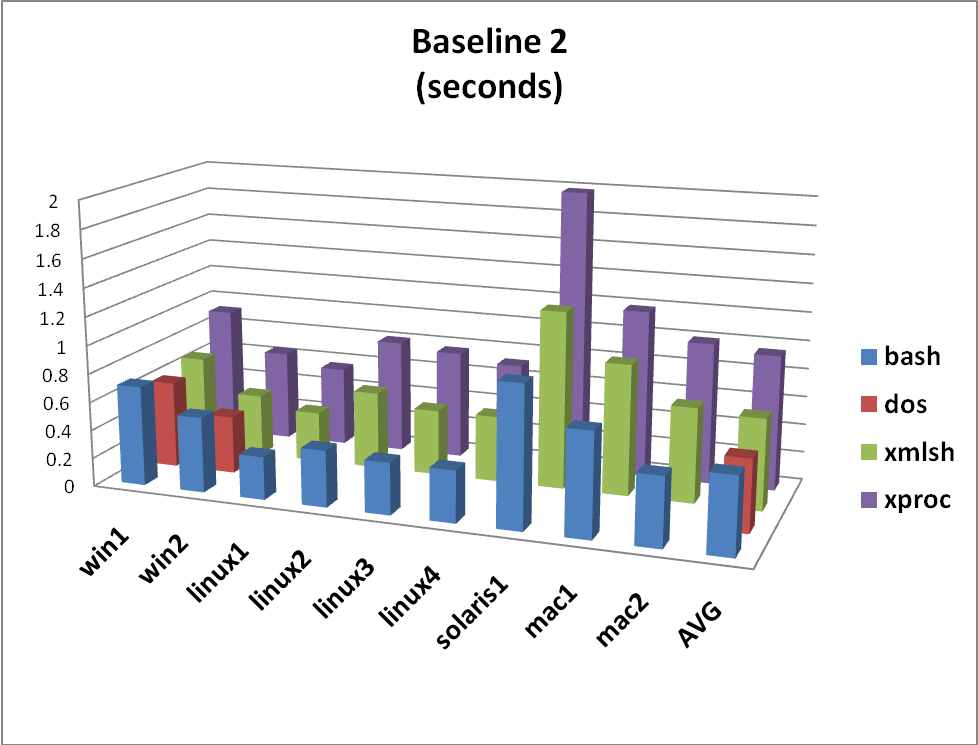 Baseline 2
(seconds)
2
1.8
1.6
1.4
1.2
1
0.8
0.6
0.4
0.2
0
win1
win2
linux1
linux2
linux3
linux4
solaris1
mac1
mac2
AVG
bash
dos
xmlsh
xproc